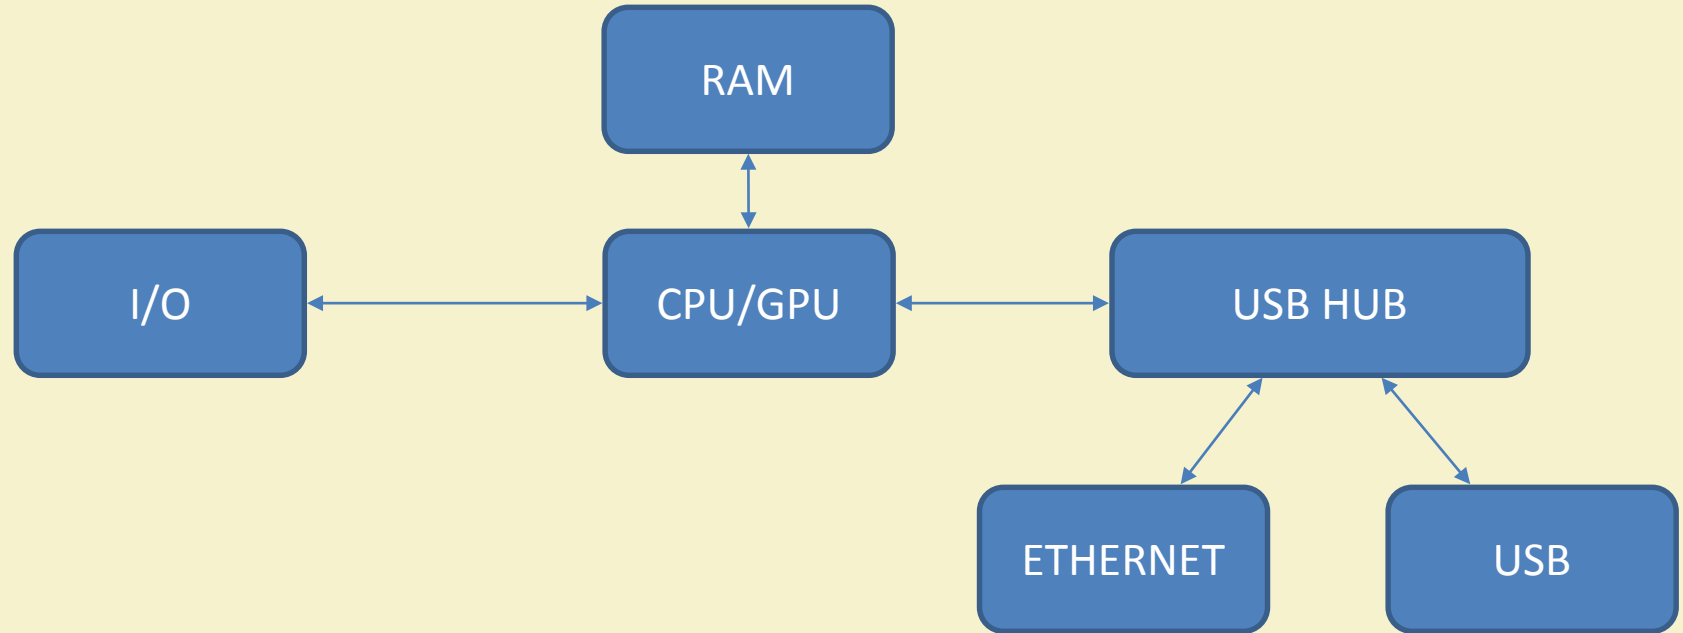 RAM
I/O
CPU/GPU
USB HUB
ETHERNET
USB